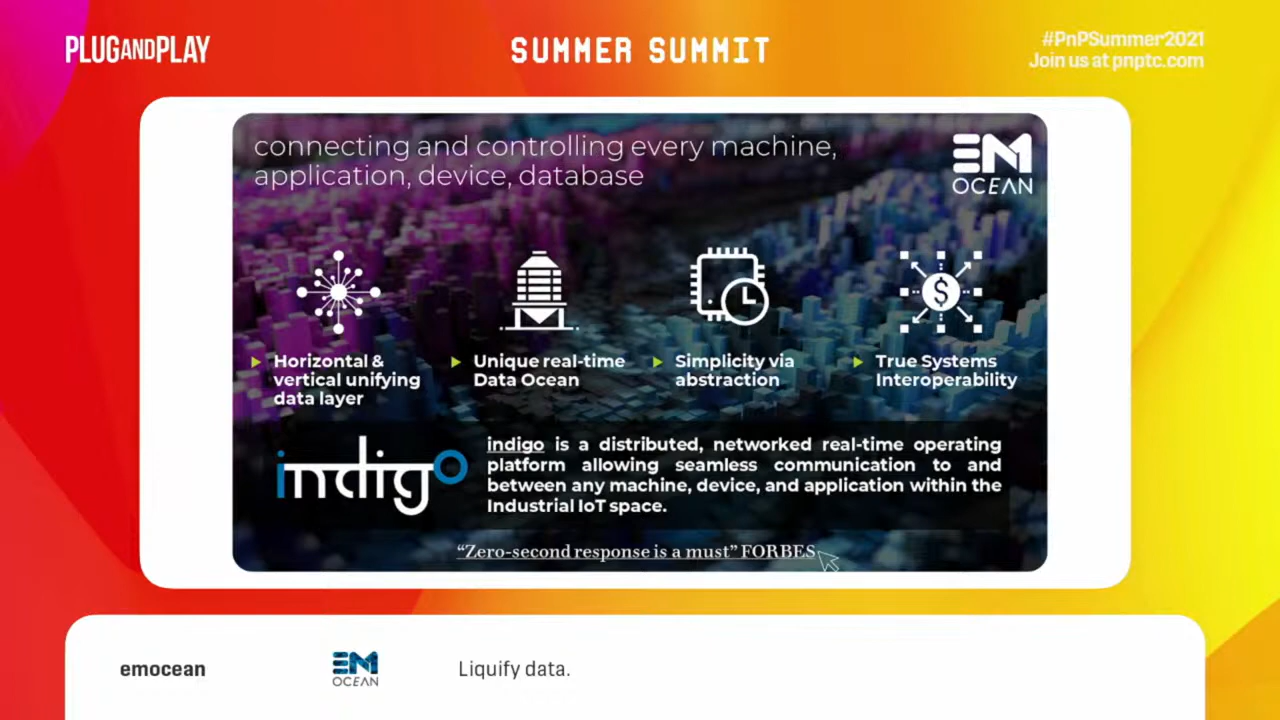 PLUGANDPLAY
SUMMER SUMMIT
#PnPSummer2021
Join us at pnptc.com
connecting and controlling every machine,
application, device, database
EM
OCEAN
$
Horizontal &
vertical unifying
data layer
Unique real-time
Data Ocean
Simplicity via
abstraction
True Systems
Interoperability
indigo
indigo is a distributed, networked real-time operating
platform allowing seamless communication to and
between any machine, device, and application within the
Industrial IoT space.
“Zero-second response is a must” FORBES
emocean
EM
OCEAN
Liquify data.